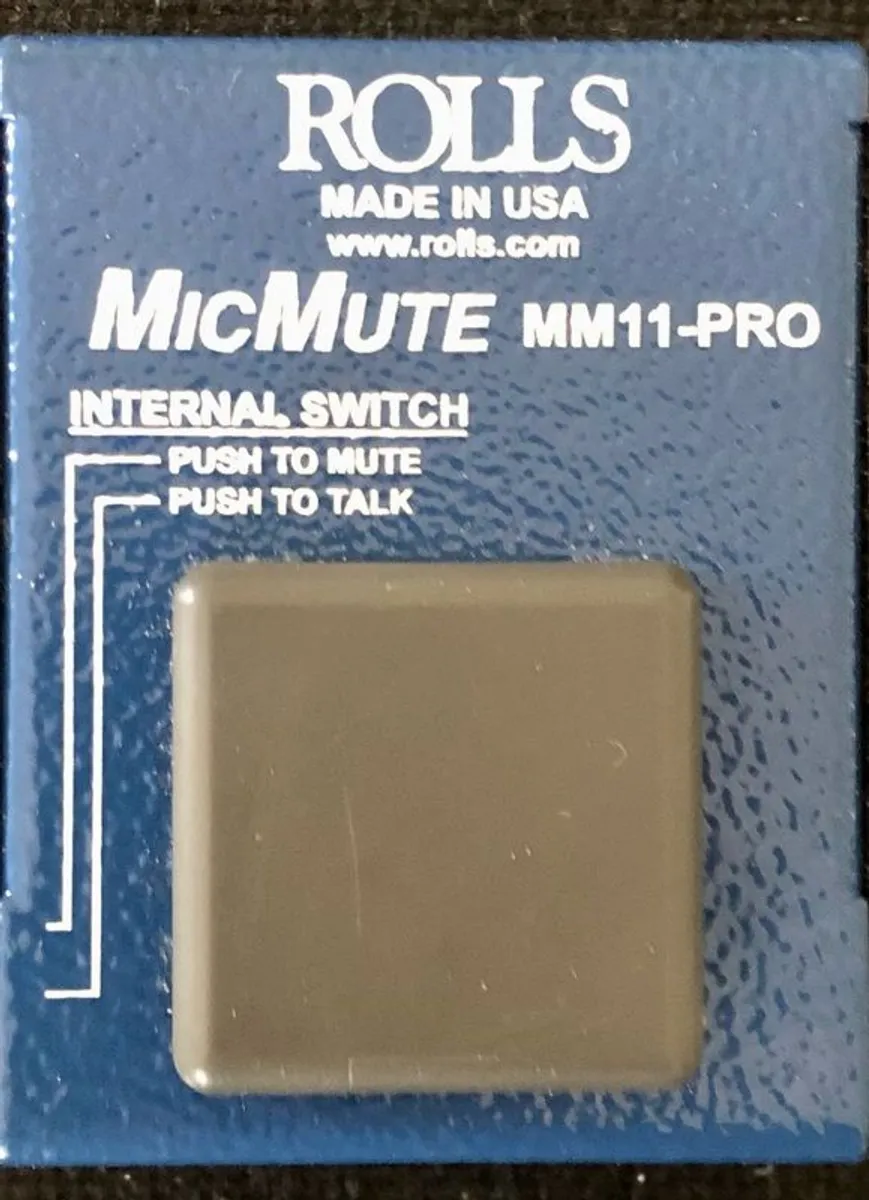 ROLLS
MADE IN USA
www.rolls.com
MICMUTE MM11-PRO
INTERNAL SWITCH
PUSH TO MUTE
PUSH TO TALK